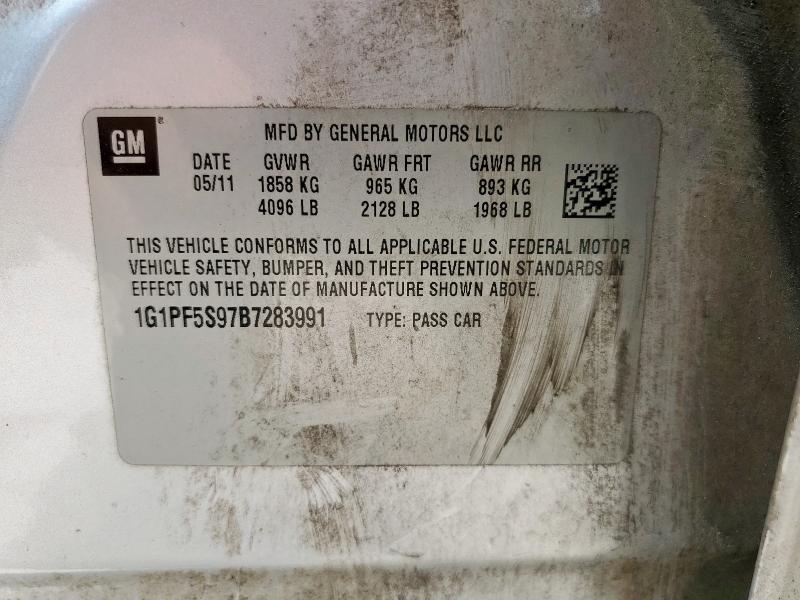 GM®
MFD BY GENERAL MOTORS LLC
DATE GVWR GAWR FRT GAWR RR
05/11 1858 KG 965 KG 893 KG
4096 LB 2128 LB 1968 LB
THIS VEHICLE CONFORMS TO ALL APPLICABLE U.S. FEDERAL MOTOR
VEHICLE SAFETY, BUMPER, AND THEFT PREVENTION STANDARDS IN
EFFECT ON THE DATE OF MANUFACTURE SHOWN ABOVE.
1G1PF5S97B7283991 TYPE: PASS CAR